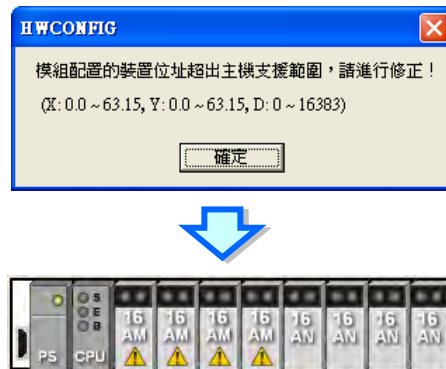 HWCONFIG
模組配置的裝置位址超出主機支援範圍，請進行修正！
(X: 0.0 ~ 63.15, Y: 0.0 ~ 63.15, D: 0 ~ 16383)
確定
S
E
B
16 16 16 16 16 16 16 16
AM AM AM AM AN AN AN AN
PS CPU